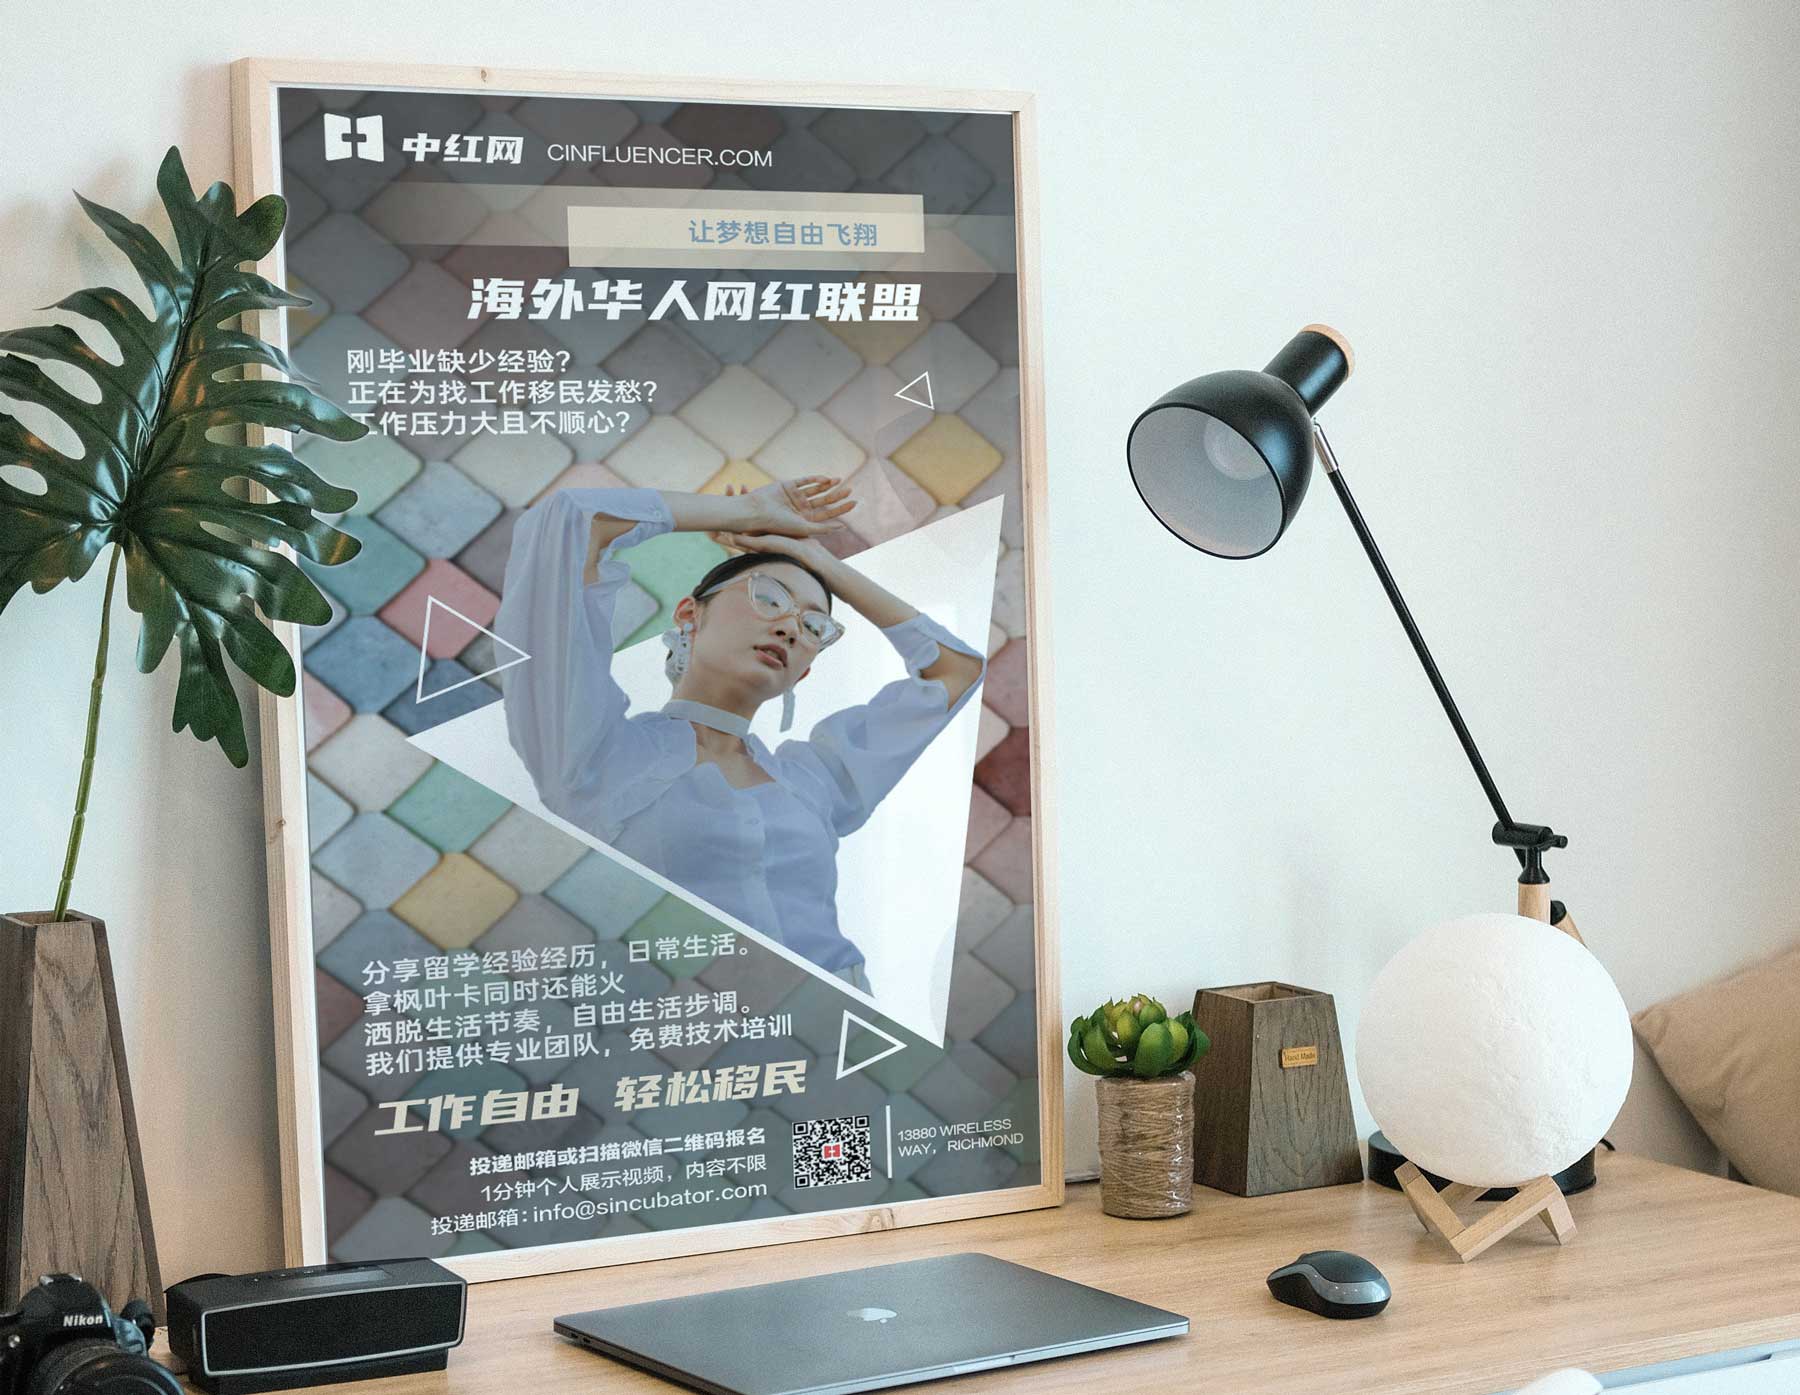 中红网 CINFLUENCER.COM
让梦想自由飞翔
海外华人网红联盟
刚毕业缺少经验?
正在为找工作移民发愁?
工作压力大且不顺心?
分享留学经验经历，日常生活。
拿枫叶卡同时还能火
洒脱生活节奏，自由生活步调。
我们提供专业团队，免费技术培训
工作自由 轻松移民
投递邮箱或扫描微信二维码报名
1分钟个人展示视频，内容不限
投递邮箱：info@sincubator.com
13880 WIRELESS
WAY， RICHMOND
Hand Made
Nikon